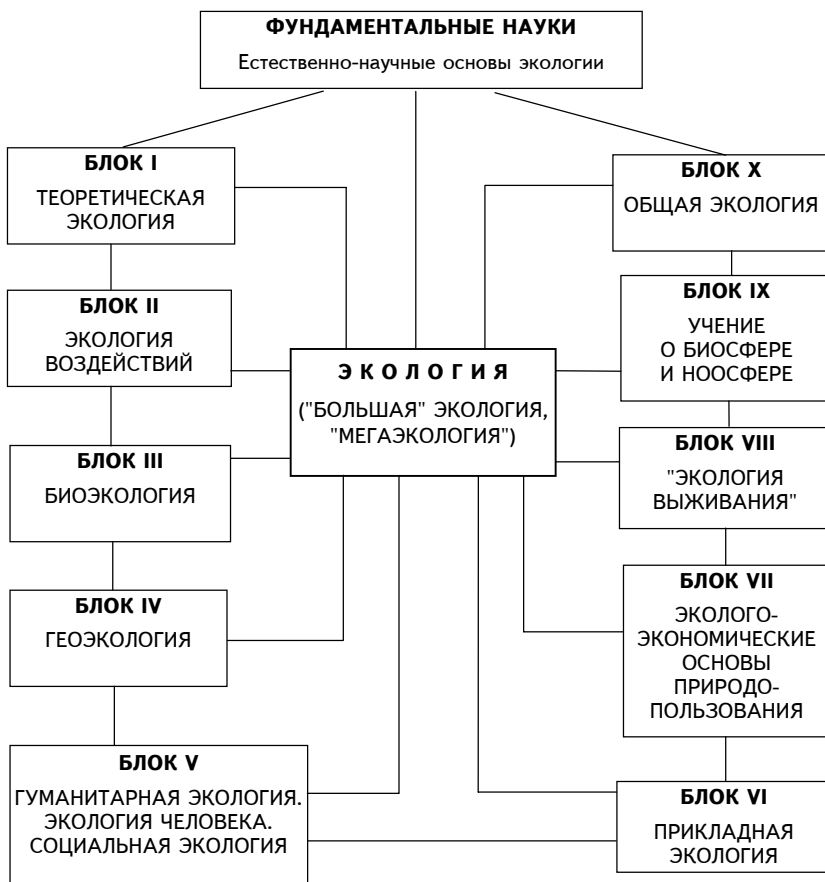 ФУНДАМЕНТАЛЬНЫЕ НАУКИ
Естественно-научные основы экологии
БЛОК I
ТЕОРЕТИЧЕСКАЯ
ЭКОЛОГИЯ
БЛОК X
ОБЩАЯ ЭКОЛОГИЯ
БЛОК II
ЭКОЛОГИЯ
ВОЗДЕЙСТВИЙ
БЛОК IX
УЧЕНИЕ
О БИОСФЕРЕ
И НООСФЕРЕ
ЭКОЛОГИЯ
("БОЛЬШАЯ" ЭКОЛОГИЯ,
"МЕГАЭКОЛОГИЯ")
БЛОК III
БИОЭКОЛОГИЯ
БЛОК VIII
"ЭКОЛОГИЯ
ВЫЖИВАНИЯ"
БЛОК IV
ГЕОЭКОЛОГИЯ
БЛОК VII
ЭКОЛОГО-
ЭКОНОМИЧЕСКИЕ
ОСНОВЫ
ПРИРОДО-
ПОЛЬЗОВАНИЯ
БЛОК V
ГУМАНИТАРНАЯ ЭКОЛОГИЯ.
ЭКОЛОГИЯ ЧЕЛОВЕКА.
СОЦИАЛЬНАЯ ЭКОЛОГИЯ
БЛОК VI
ПРИКЛАДНАЯ
ЭКОЛОГИЯ